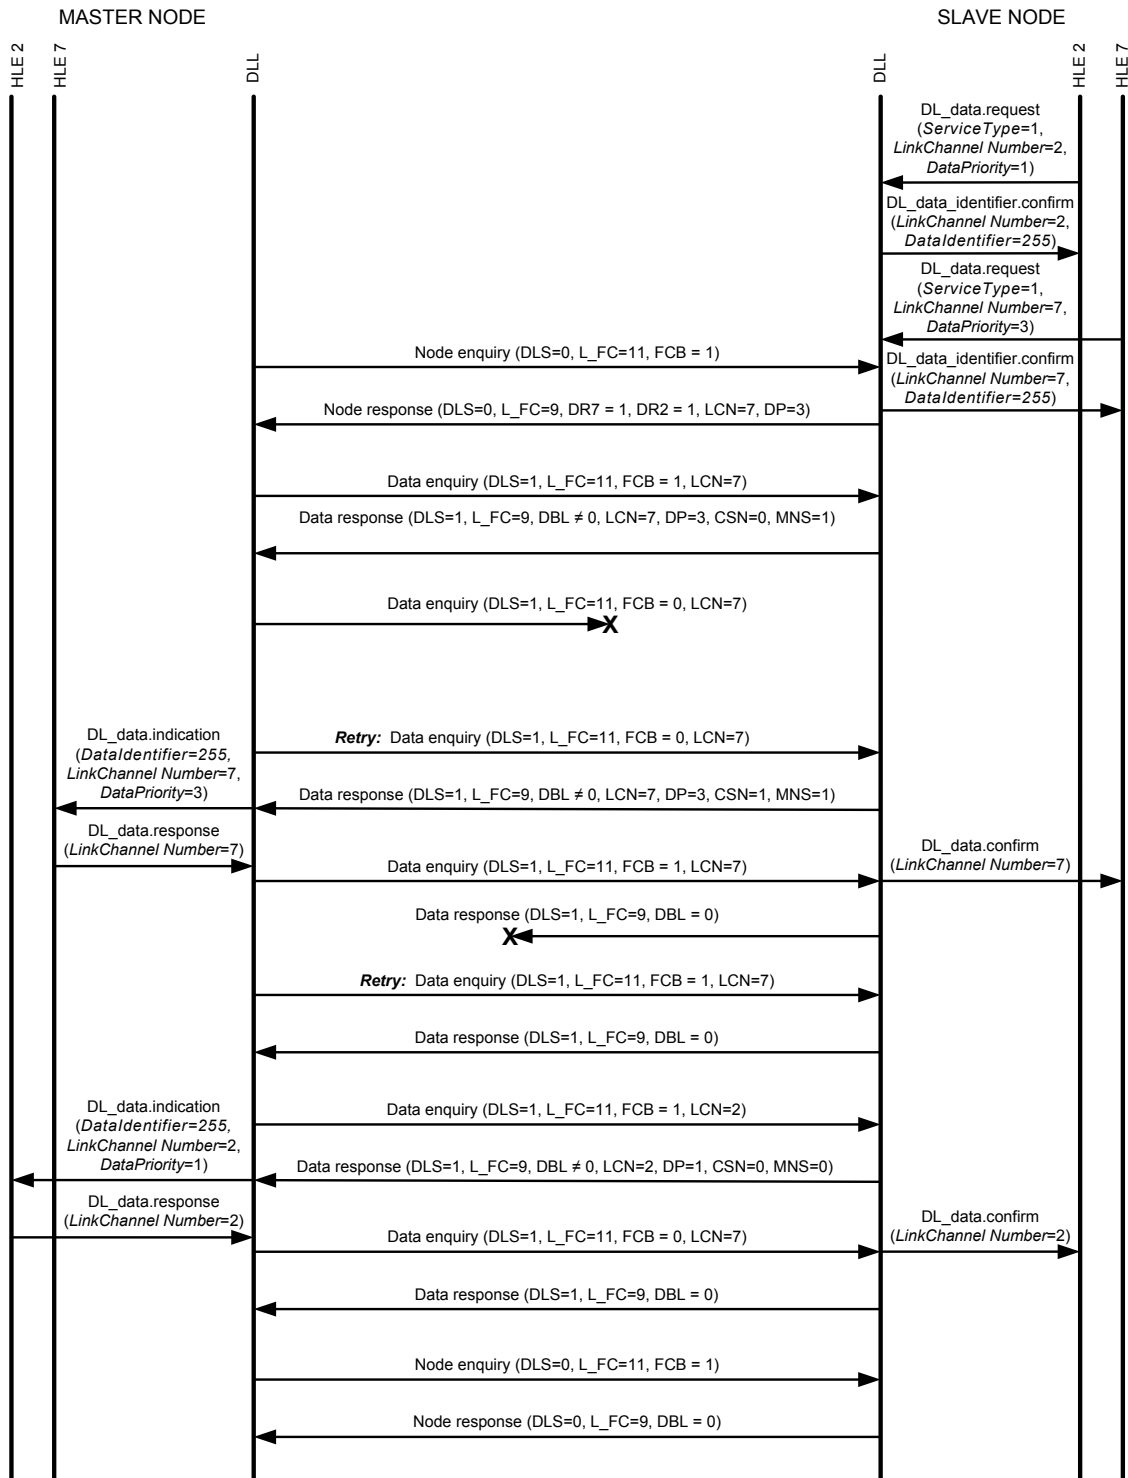 MASTER NODE
SLAVE NODE
HLE 2
HLE 7
DLL
DLL
HLE 2
HLE 7
DL_data.request
(ServiceType=1,
LinkChannel Number=2,
DataPriority=1)
DL_data_identifier.confirm
(LinkChannel Number=2,
DataIdentifier=255)
DL_data.request
(ServiceType=1,
LinkChannel Number=7,
DataPriority=3)
Node enquiry (DLS=0, L_FC=11, FCB = 1)
DL_data_identifier.confirm
(LinkChannel Number=7,
DataIdentifier=255)
Node response (DLS=0, L_FC=9, DR7 = 1, DR2 = 1, LCN=7, DP=3)
Data enquiry (DLS=1, L_FC=11, FCB = 1, LCN=7)
Data response (DLS=1, L_FC=9, DBL ≠ 0, LCN=7, DP=3, CSN=0, MNS=1)
Data enquiry (DLS=1, L_FC=11, FCB = 0, LCN=7)
X
DL_data.indication
(DataIdentifier=255,
LinkChannel Number=7,
DataPriority=3)
Retry: Data enquiry (DLS=1, L_FC=11, FCB = 0, LCN=7)
Data response (DLS=1, L_FC=9, DBL ≠ 0, LCN=7, DP=3, CSN=1, MNS=1)
DL_data.response
(LinkChannel Number=7)
Data enquiry (DLS=1, L_FC=11, FCB = 1, LCN=7)
DL_data.confirm
(LinkChannel Number=7)
Data response (DLS=1, L_FC=9, DBL = 0)
X
Retry: Data enquiry (DLS=1, L_FC=11, FCB = 1, LCN=7)
Data response (DLS=1, L_FC=9, DBL = 0)
DL_data.indication
(DataIdentifier=255,
LinkChannel Number=2,
DataPriority=1)
Data enquiry (DLS=1, L_FC=11, FCB = 1, LCN=2)
Data response (DLS=1, L_FC=9, DBL ≠ 0, LCN=2, DP=1, CSN=0, MNS=0)
DL_data.response
(LinkChannel Number=2)
Data enquiry (DLS=1, L_FC=11, FCB = 0, LCN=7)
DL_data.confirm
(LinkChannel Number=2)
Data response (DLS=1, L_FC=9, DBL = 0)
Node enquiry (DLS=0, L_FC=11, FCB = 1)
Node response (DLS=0, L_FC=9, DBL = 0)